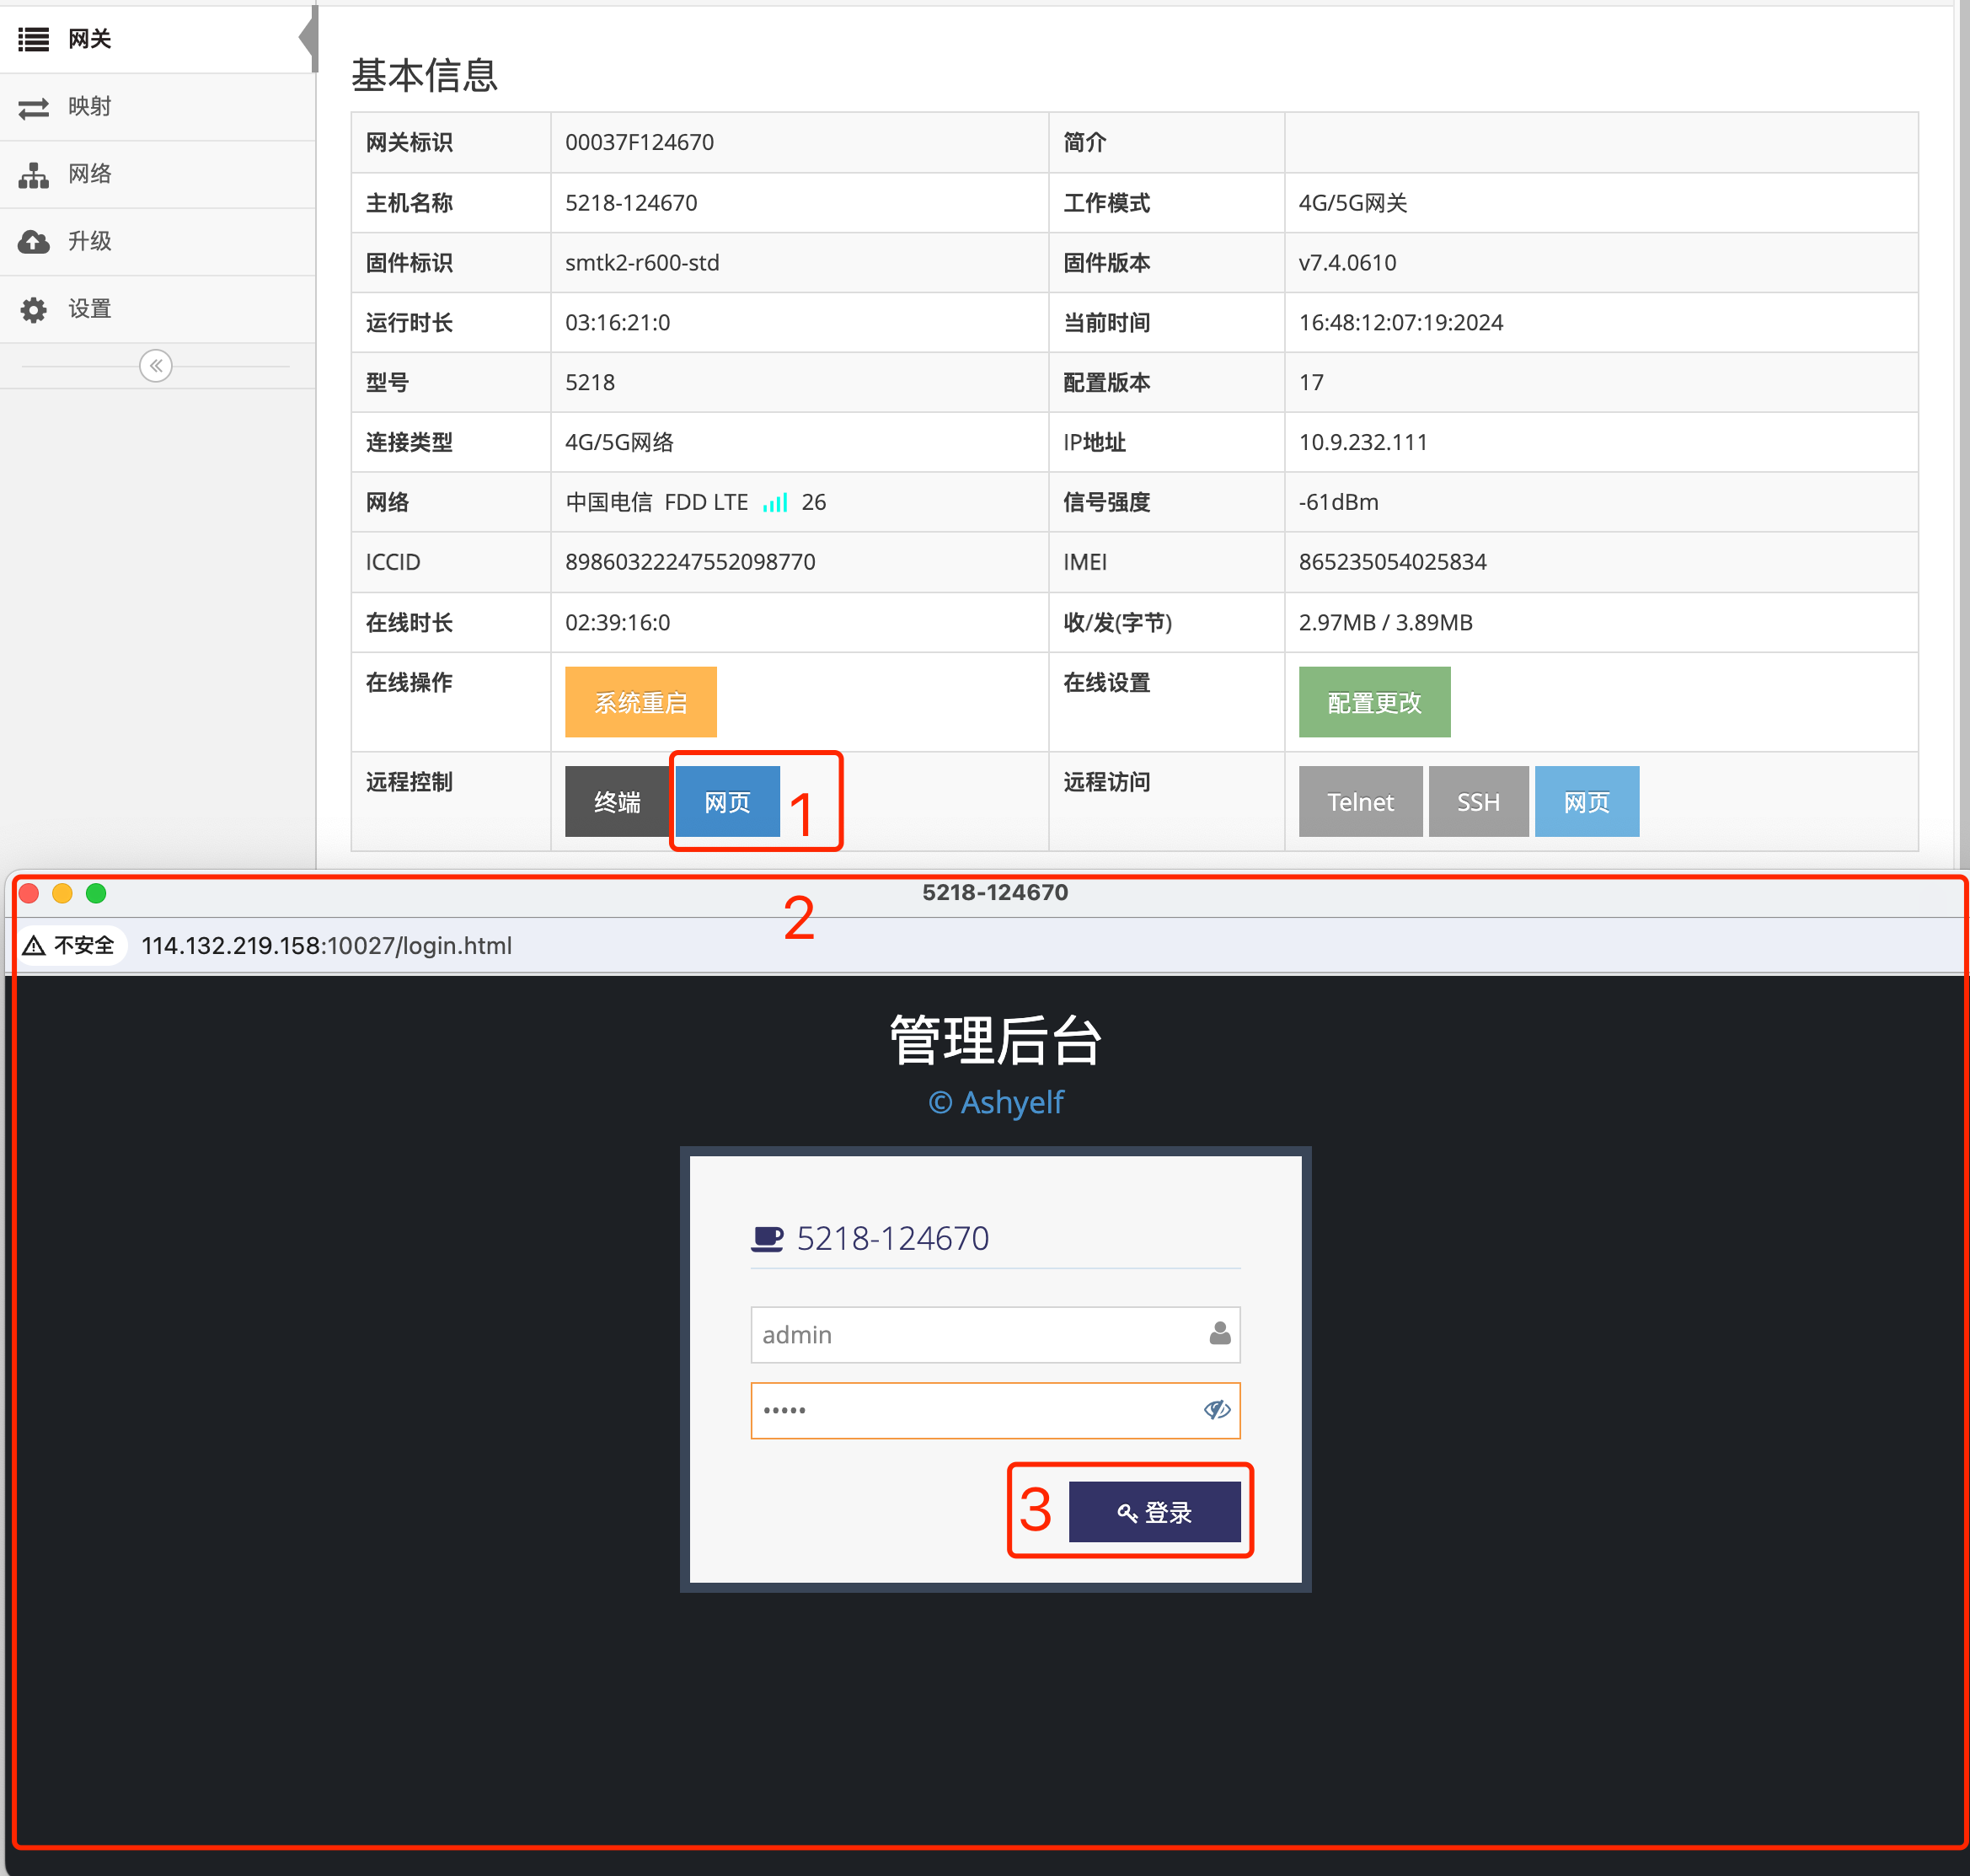 网关
映射
网络
升级
设置
基本信息
网关标识 00037F124670 简介
主机名称 5218-124670 工作模式 4G/5G网关
固件标识 smtk2-r600-std 固件版本 v7.4.0610
运行时长 03:16:21:0 当前时间 16:48:12:07:19:2024
型号 5218 配置版本 17
连接类型 4G/5G网络 IP地址 10.9.232.111
网络 中国电信 FDD LTE 26 信号强度 -61dBm
ICCID 89860322247552098770 IMEI 865235054025834
在线时长 02:39:16:0 收/发(字节) 2.97MB / 3.89MB
在线操作 系统重启 在线设置 配置更改
远程控制 终端 网页 1 远程访问 Telnet SSH 网页
5218-124670
2
不安全 114.132.219.158:10027/login.html
管理后台
© Ashyelf
5218-124670
admin
•••••
3 登录